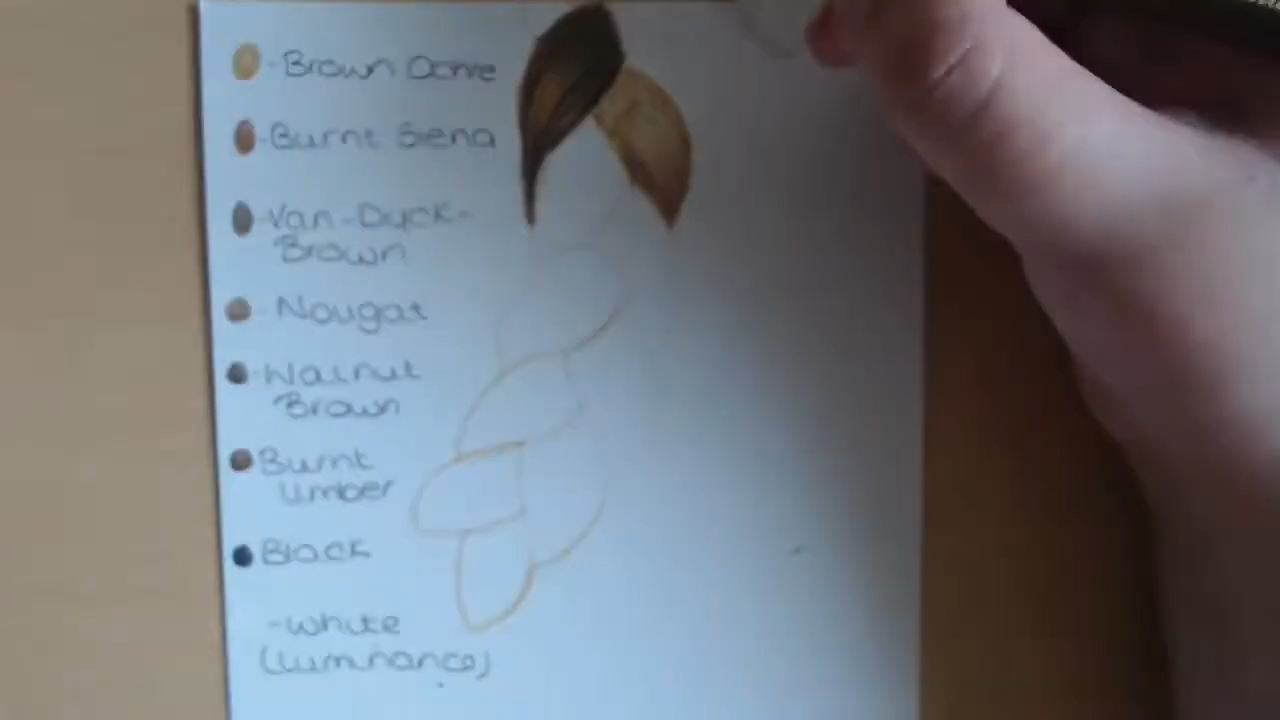 - Brown Ochre
- Burnt Siena
- Van-Dyck-
Brown
- Nougat
- Walnut
Brown
Burnt
Umber
Black
- white
(Luminance)